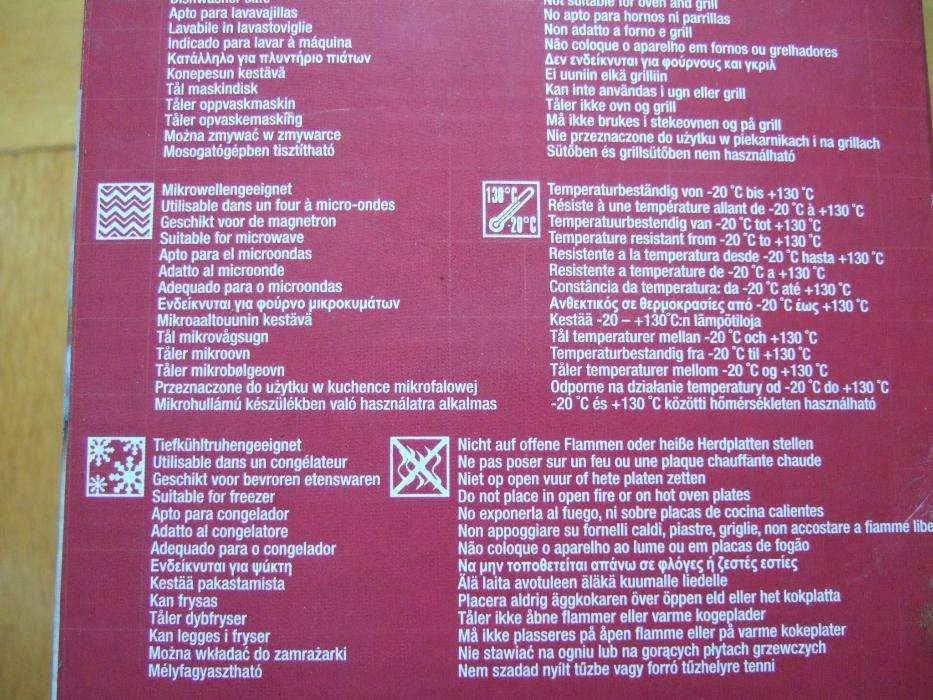 Dishwasher safe
Apto para lavavajillas
Lavabile in lavastoviglie
Indicado para lavar à máquina
Κατάλληλο για πλυντήριο πιάτων
Konepesun kestävä
Tål maskindisk
Tåler oppvaskmaskin
Tåler opvaskemasking
Można zmywać w zmywarce
Mosogatógépben tisztítható
Not suitable for oven and grill
No apto para hornos ni parrillas
Non adatto a forno e grill
Não coloque o aparelho em fornos ou grelhadores
Δεν ενδείκνυται για φούρνους και γκριλ
Ei uuniin eikä grilliin
Kan inte användas i ugn eller grill
Tåler ikke ovn og grill
Må ikke brukes i stekeovnen og på grill
Nie przeznaczone do użytku w piekarnikach i na grillach
Sütőben és grillsütőben nem használható
Mikrowellengeeignet
Utilisable dans un four à micro-ondes
Geschikt voor de magnetron
Suitable for microwave
Apto para el microondas
Adatto al microonde
Adequado para o microondas
Ενδείκνυται για φούρνο μικροκυμάτων
Mikroaaltouunin kestävä
Tål mikrovågsugn
Tåler mikroovn
Tåler mikrobølgeovn
Przeznaczone do użytku w kuchence mikrofalowej
Mikrohullámú készülékben való használatra alkalmas
130°C
-20°C
Temperaturbeständig von -20 °C bis +130 °C
Résiste à une température allant de -20 °C à +130 °C
Temperatuurbestendig van -20 °C tot +130 °C
Temperature resistant from -20 °C to +130 °C
Resistente a la temperatura desde -20 °C hasta +130 °C
Resistente a temperature de -20 °C a +130 °C
Constância da temperatura: da -20 °C até +130 °C
Ανθεκτικός σε θερμοκρασίες από -20 °C έως +130 °C
Kestää -20 – +130°C:n lämpötiloja
Tål temperaturer mellan -20 °C och +130 °C
Temperaturbestandig fra -20 °C til +130 °C
Tåler temperaturer mellom -20 °C og +130 °C
Odporne na działanie temperatury od -20 °C do +130 °C
-20 °C és +130 °C közötti hőmérsékleten használható
Tiefkühltruhengeeignet
Utilisable dans un congélateur
Geschikt voor bevroren etenswaren
Suitable for freezer
Apto para congelador
Adatto al congelatore
Adequado para o congelador
Ενδείκνυται για ψύκτη
Kestää pakastamista
Kan frysas
Tåler dybfryser
Kan legges i fryser
Można wkładać do zamrażarki
Mélyfagyasztható
Nicht auf offene Flammen oder heiße Herdplatten stellen
Ne pas poser sur un feu ou une plaque chauffante chaude
Niet op open vuur of hete platen zetten
Do not place in open fire or on hot oven plates
No exponerla al fuego, ni sobre placas de cocina calientes
Non appoggiare su fornelli caldi, piastre, griglie, non accostare a fiamme libe
Não coloque o aparelho ao lume ou em placas de fogão
Να μην τοποθετείται απάνω σε φλόγες ή ζεστές εστίες
Älä laita avotuleen äläkä kuumalle liedelle
Placera aldrig äggkokaren över öppen eld eller het kokplatta
Tåler ikke åbne flammer eller varme kogeplader
Må ikke plasseres på åpen flamme eller på varme kokeplater
Nie stawiać na ogniu lub na gorących płytach grzewczych
Nem szadad nyílt tűzbe vagy forró tűzhelyre tenni